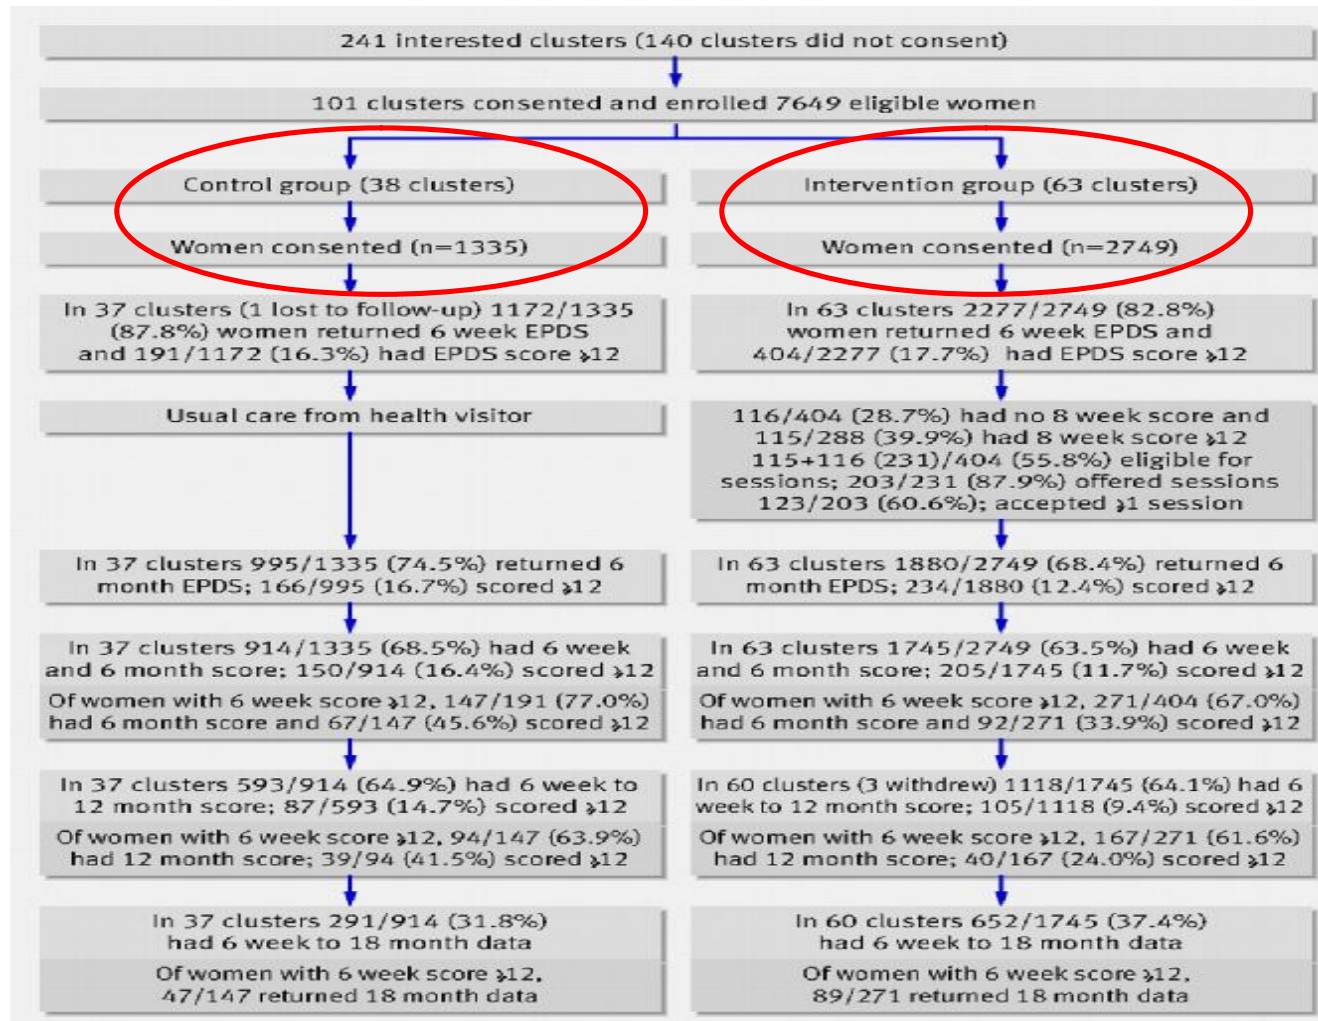 241 interested clusters (140 clusters did not consent)
101 clusters consented and enrolled 7649 eligible women
Control group (38 clusters)
Women consented (n=1335)
In 37 clusters (1 lost to follow-up) 1172/1335
(87.8%) women returned 6 week EPDS
and 191/1172 (16.3%) had EPDS score ⩾12
Usual care from health visitor
In 37 clusters 995/1335 (74.5%) returned 6
month EPDS; 166/995 (16.7%) scored ⩾12
In 37 clusters 914/1335 (68.5%) had 6 week
and 6 month score; 150/914 (16.4%) scored ⩾12
Of women with 6 week score ⩾12, 147/191 (77.0%)
had 6 month score and 67/147 (45.6%) scored ⩾12
In 37 clusters 593/914 (64.9%) had 6 week to
12 month score; 87/593 (14.7%) scored ⩾12
Of women with 6 week score ⩾12, 94/147 (63.9%)
had 12 month score; 39/94 (41.5%) scored ⩾12
In 37 clusters 291/914 (31.8%)
had 6 week to 18 month data
Of women with 6 week score ⩾12,
47/147 returned 18 month data
Intervention group (63 clusters)
Women consented (n=2749)
In 63 clusters 2277/2749 (82.8%)
women returned 6 week EPDS and
404/2277 (17.7%) had EPDS score ⩾12
116/404 (28.7%) had no 8 week score and
115/288 (39.9%) had 8 week score ⩾12
115+116 (231)/404 (55.8%) eligible for
sessions; 203/231 (87.9%) offered sessions
123/203 (60.6%); accepted ⩾1 session
In 63 clusters 1880/2749 (68.4%) returned 6
month EPDS; 234/1880 (12.4%) scored ⩾12
In 63 clusters 1745/2749 (63.5%) had 6 week
and 6 month score; 205/1745 (11.7%) scored ⩾12
Of women with 6 week score ⩾12, 271/404 (67.0%)
had 6 month score and 92/271 (33.9%) scored ⩾12
In 60 clusters (3 withdrew) 1118/1745 (64.1%) had 6
week to 12 month score; 105/1118 (9.4%) scored ⩾12
Of women with 6 week score ⩾12, 167/271 (61.6%)
had 12 month score; 40/167 (24.0%) scored ⩾12
In 60 clusters 652/1745 (37.4%)
had 6 week to 18 month data
Of women with 6 week score ⩾12,
89/271 returned 18 month data